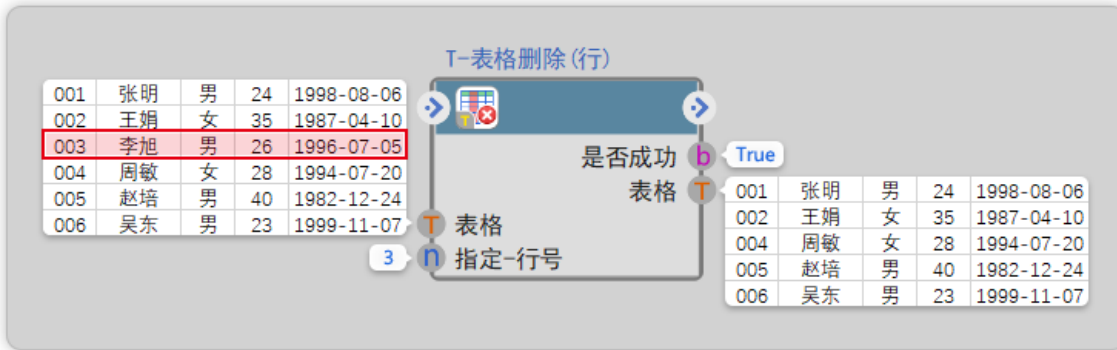 T-表格删除(行)
001 张明 男 24 1998-08-06
002 王娟 女 35 1987-04-10
003 李旭 男 26 1996-07-05
004 周敏 女 28 1994-07-20
005 赵培 男 40 1982-12-24
006 吴东 男 23 1999-11-07
T
是否成功 b True
表格 T
T 表格
3 n 指定-行号
001 张明 男 24 1998-08-06
002 王娟 女 35 1987-04-10
004 周敏 女 28 1994-07-20
005 赵培 男 40 1982-12-24
006 吴东 男 23 1999-11-07